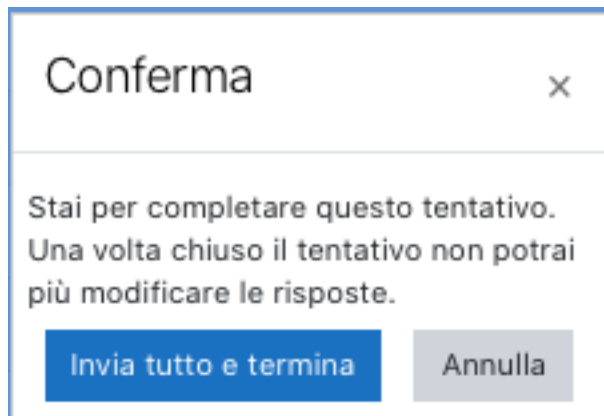 Conferma
×
Stai per completare questo tentativo.
Una volta chiuso il tentativo non potrai
più modificare le risposte.
Invia tutto e termina Annulla